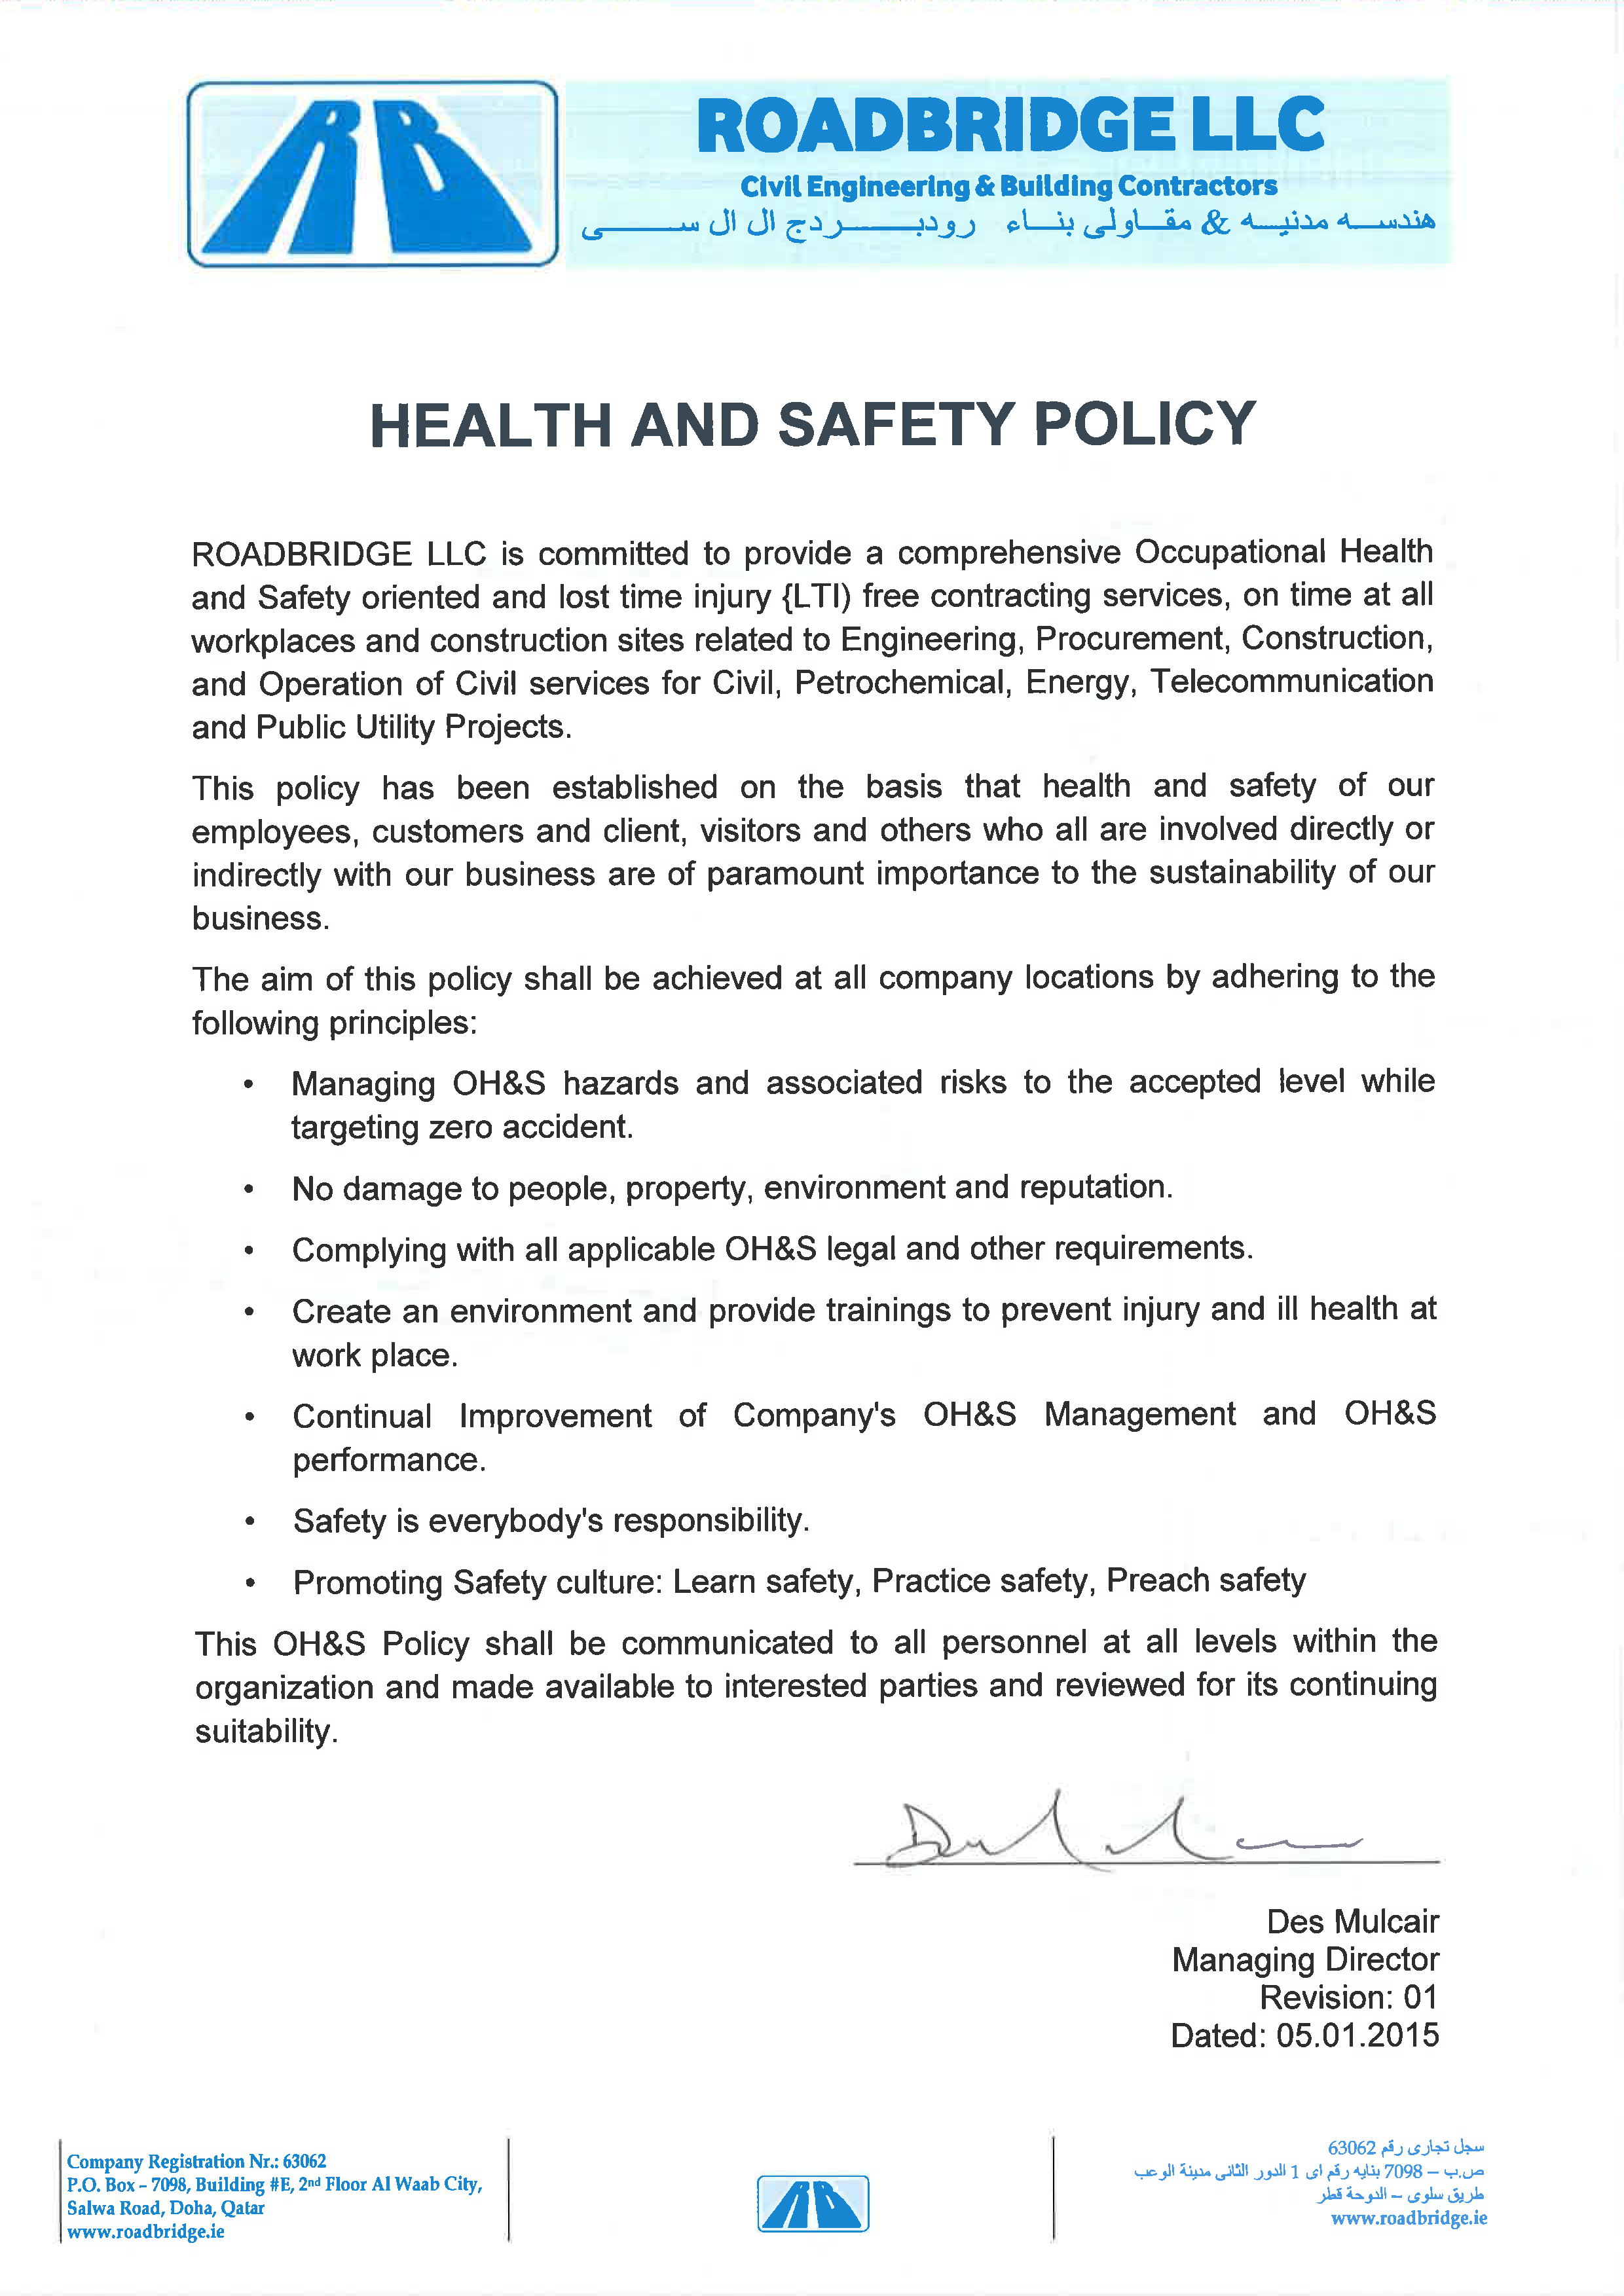 RB
ROADBRIDGE LLC
Civil Engineering & Building Contractors
هندسه مدنيه & مقاولى بناء رودبردج ال ال سى
HEALTH AND SAFETY POLICY
ROADBRIDGE LLC is committed to provide a comprehensive Occupational Health
and Safety oriented and lost time injury {LTI) free contracting services, on time at all
workplaces and construction sites related to Engineering, Procurement, Construction,
and Operation of Civil services for Civil, Petrochemical, Energy, Telecommunication
and Public Utility Projects.
This policy has been established on the basis that health and safety of our
employees, customers and client, visitors and others who all are involved directly or
indirectly with our business are of paramount importance to the sustainability of our
business.
The aim of this policy shall be achieved at all company locations by adhering to the
following principles:
• Managing OH&S hazards and associated risks to the accepted level while
targeting zero accident.
• No damage to people, property, environment and reputation.
• Complying with all applicable OH&S legal and other requirements.
• Create an environment and provide trainings to prevent injury and ill health at
work place.
• Continual Improvement of Company's OH&S Management and OH&S
performance.
• Safety is everybody's responsibility.
• Promoting Safety culture: Learn safety, Practice safety, Preach safety
This OH&S Policy shall be communicated to all personnel at all levels within the
organization and made available to interested parties and reviewed for its continuing
suitability.
Des Mulcair
Managing Director
Revision: 01
Dated: 05.01.2015
Company Registration Nr.: 63062
P.O. Box – 7098, Building #E, 2nd Floor Al Waab City,
Salwa Road, Doha, Qatar
www.roadbridge.ie
RB
سجل تجارى رقم 63062
ص.ب – 7098 بنايه رقم اى 1 الدور الثانى مدينة الوعب
طريق سلوى – الدوحة قطر
www.roadbridge.ie